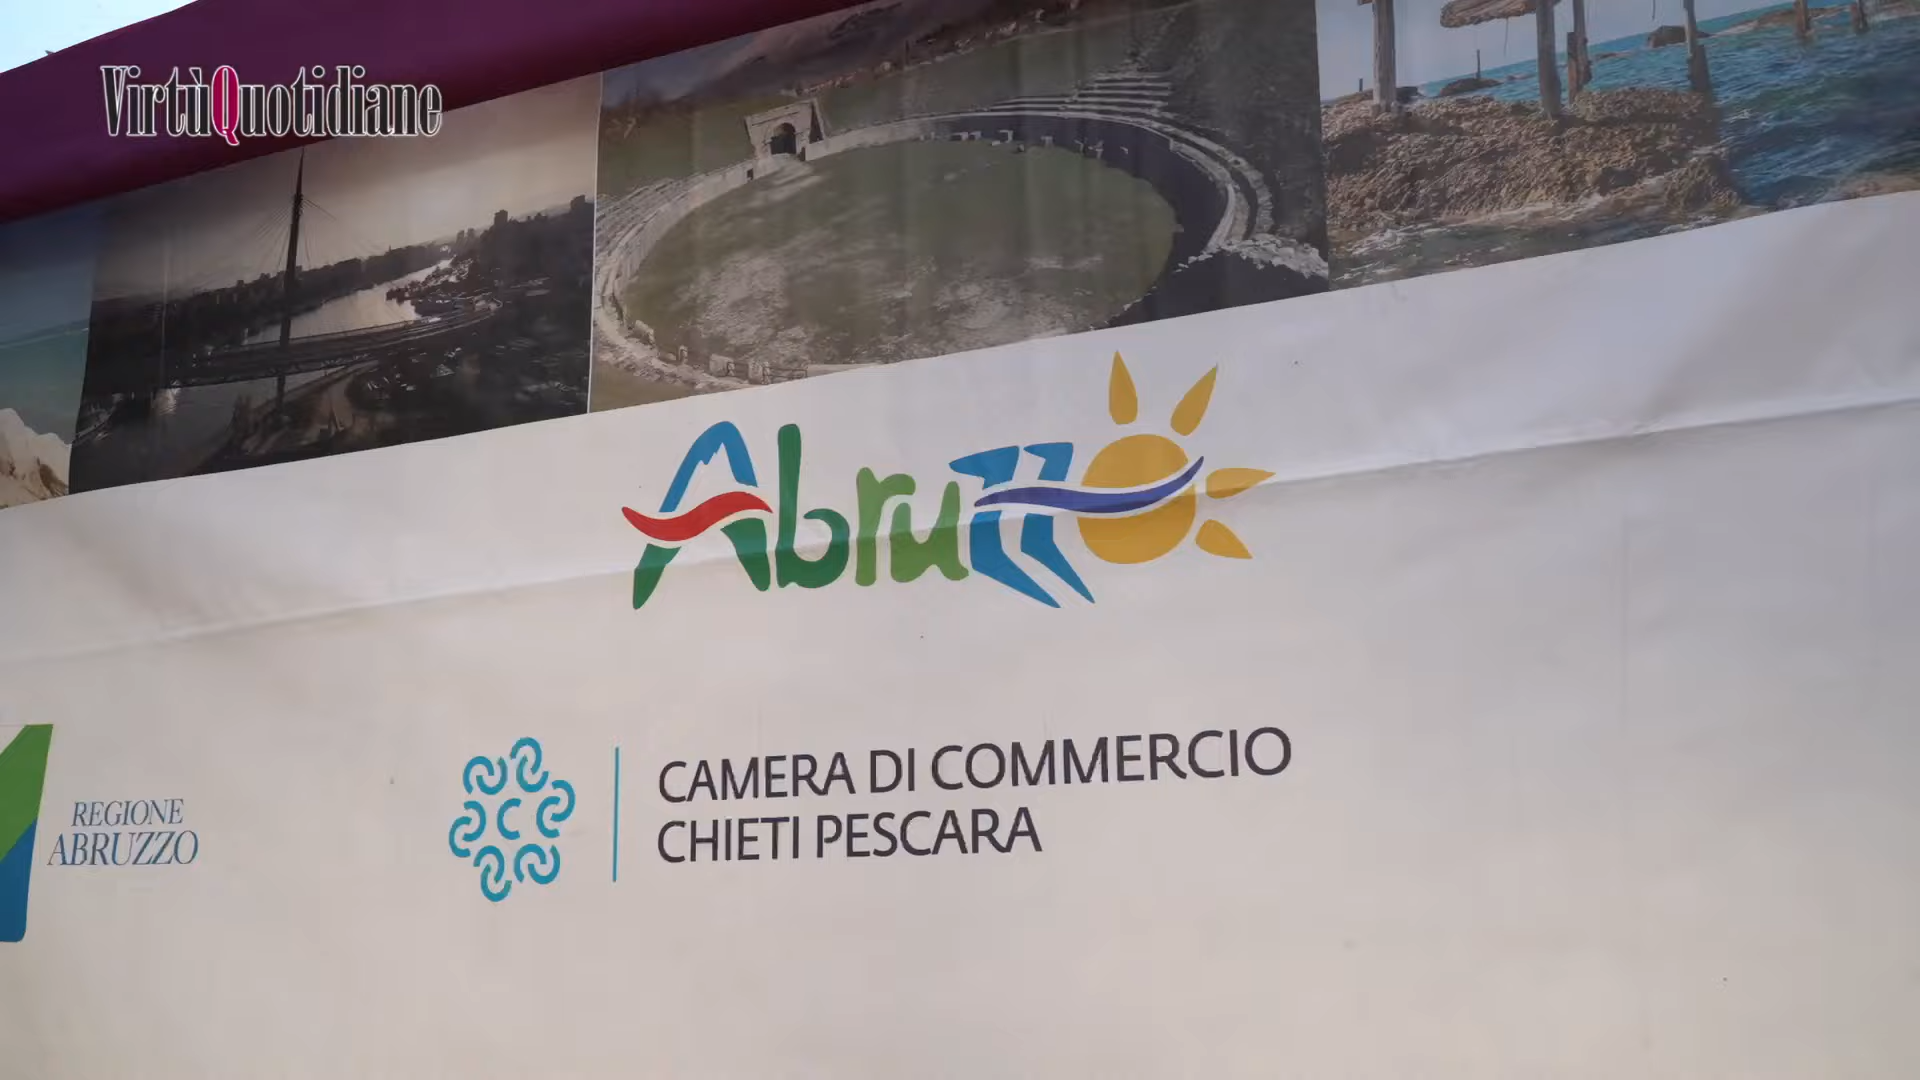 VirtùQuotidiane
Abruzzo
REGIONE
ABRUZZO
CAMERA DI COMMERCIO
CHIETI PESCARA